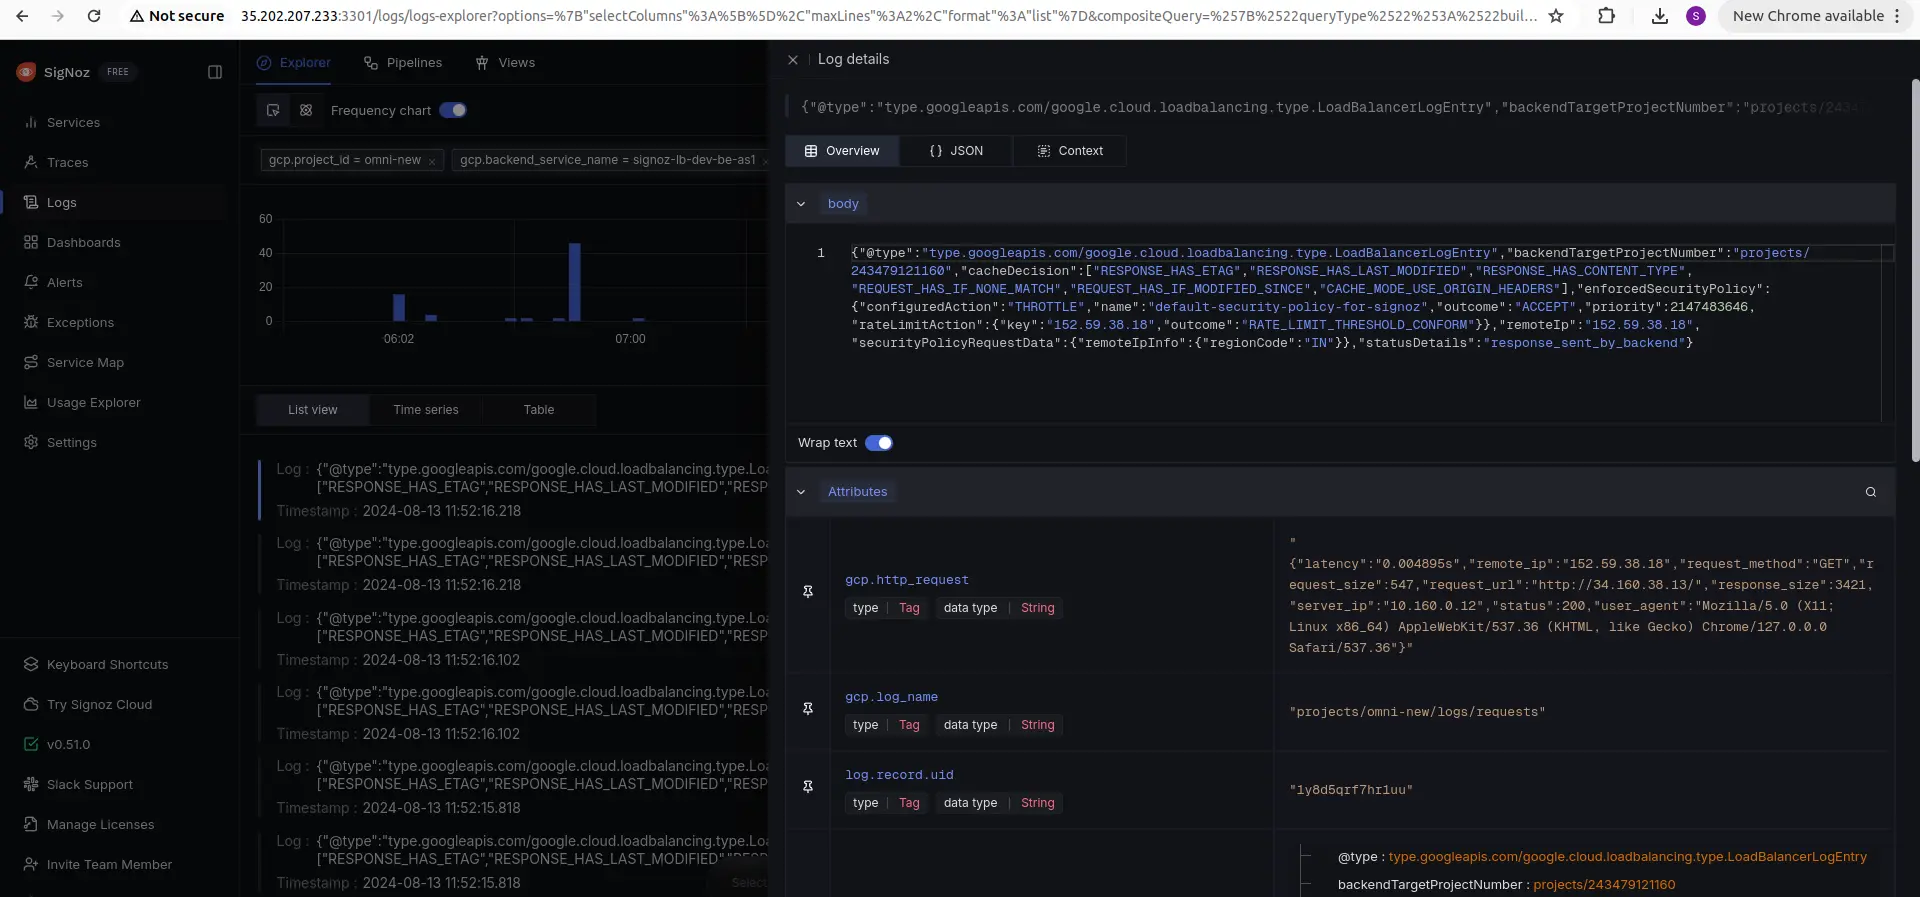 Not secure
35.202.207.233:3301/logs/logs-explorer?options=%7B"selectColumns"%3A%5B%5D%2C"maxLines"%3A2%2C"format"%3A"list"%7D&compositeQuery=%257B%2522queryType%2522%253A%2522buil...
S
New Chrome available
SigNoz
FREE
Services
Traces
Logs
Dashboards
Alerts
Exceptions
Service Map
Usage Explorer
Settings
Keyboard Shortcuts
Try Signoz Cloud
v0.51.0
Slack Support
Manage Licenses
Invite Team Member
Explorer
Pipelines
Views
Frequency chart
gcp.project_id = omni-new
gcp.backend_service_name = signoz-lb-dev-be-as1
60
40
20
0
06:02
07:00
List view
Time series
Table
Log : {"@type":"type.googleapis.com/google.cloud.loadbalancing.type.Loa
["RESPONSE_HAS_ETAG","RESPONSE_HAS_LAST_MODIFIED","RESP
Timestamp : 2024-08-13 11:52:16.218
Log : {"@type":"type.googleapis.com/google.cloud.loadbalancing.type.Loa
["RESPONSE_HAS_ETAG","RESPONSE_HAS_LAST_MODIFIED","RESP
Timestamp : 2024-08-13 11:52:16.218
Log : {"@type":"type.googleapis.com/google.cloud.loadbalancing.type.Loa
["RESPONSE_HAS_ETAG","RESPONSE_HAS_LAST_MODIFIED","RESP
Timestamp : 2024-08-13 11:52:16.102
Log : {"@type":"type.googleapis.com/google.cloud.loadbalancing.type.Loa
["RESPONSE_HAS_ETAG","RESPONSE_HAS_LAST_MODIFIED","RESP
Timestamp : 2024-08-13 11:52:16.102
Log : {"@type":"type.googleapis.com/google.cloud.loadbalancing.type.Loa
["RESPONSE_HAS_ETAG","RESPONSE_HAS_LAST_MODIFIED","RESP
Timestamp : 2024-08-13 11:52:15.818
Log : {"@type":"type.googleapis.com/google.cloud.loadbalancing.type.Loa
["RESPONSE_HAS_ETAG","RESPONSE_HAS_LAST_MODIFIED","RESP
Timestamp : 2024-08-13 11:52:15.818
Select
Log details
{"@type":"type.googleapis.com/google.cloud.loadbalancing.type.LoadBalancerLogEntry","backendTargetProjectNumber":"projects/2434
Overview
JSON
Context
body
1
{"@type":"type.googleapis.com/google.cloud.loadbalancing.type.LoadBalancerLogEntry","backendTargetProjectNumber":"projects/
243479121160","cacheDecision":["RESPONSE_HAS_ETAG","RESPONSE_HAS_LAST_MODIFIED","RESPONSE_HAS_CONTENT_TYPE",
"REQUEST_HAS_IF_NONE_MATCH","REQUEST_HAS_IF_MODIFIED_SINCE","CACHE_MODE_USE_ORIGIN_HEADERS"],"enforcedSecurityPolicy":
{"configuredAction":"THROTTLE","name":"default-security-policy-for-signoz","outcome":"ACCEPT","priority":2147483646,
"rateLimitAction":{"key":"152.59.38.18","outcome":"RATE_LIMIT_THRESHOLD_CONFORM"}},"remoteIp":"152.59.38.18",
"securityPolicyRequestData":{"remoteIpInfo":{"regionCode":"IN"}},"statusDetails":"response_sent_by_backend"}
Wrap text
Attributes
gcp.http_request
type | Tag data type | String
"
{"latency":"0.004895s","remote_ip":"152.59.38.18","request_method":"GET","r
equest_size":547,"request_url":"http://34.160.38.13/","response_size":3421,
"server_ip":"10.160.0.12","status":200,"user_agent":"Mozilla/5.0 (X11;
Linux x86_64) AppleWebKit/537.36 (KHTML, like Gecko) Chrome/127.0.0.0
Safari/537.36"}"
gcp.log_name
type | Tag data type | String
"projects/omni-new/logs/requests"
log.record.uid
type | Tag data type | String
"1y8d5qrf7hr1uu"
@type : type.googleapis.com/google.cloud.loadbalancing.type.LoadBalancerLogEntry
backendTargetProjectNumber : projects/243479121160